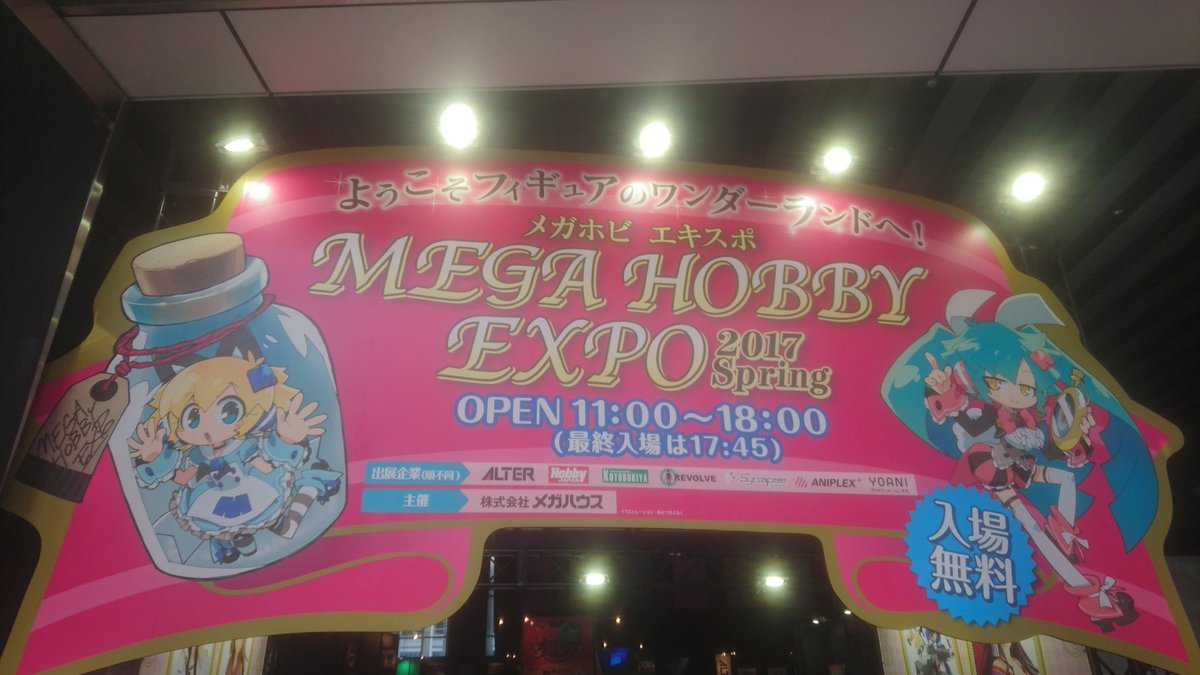 ようこそフィギュアのワンダーランドへ!
メガホビ エキスポ
MEGA HOBBY
EXPO 2017 Spring
OPEN 11:00～18:00
(最終入場は17:45)
出展企業(順不同) ALTER Hobby KOTOBUKIYA REVOLVE ANIPLEX+ YOANI
主催 株式会社 メガハウス
入場
無料